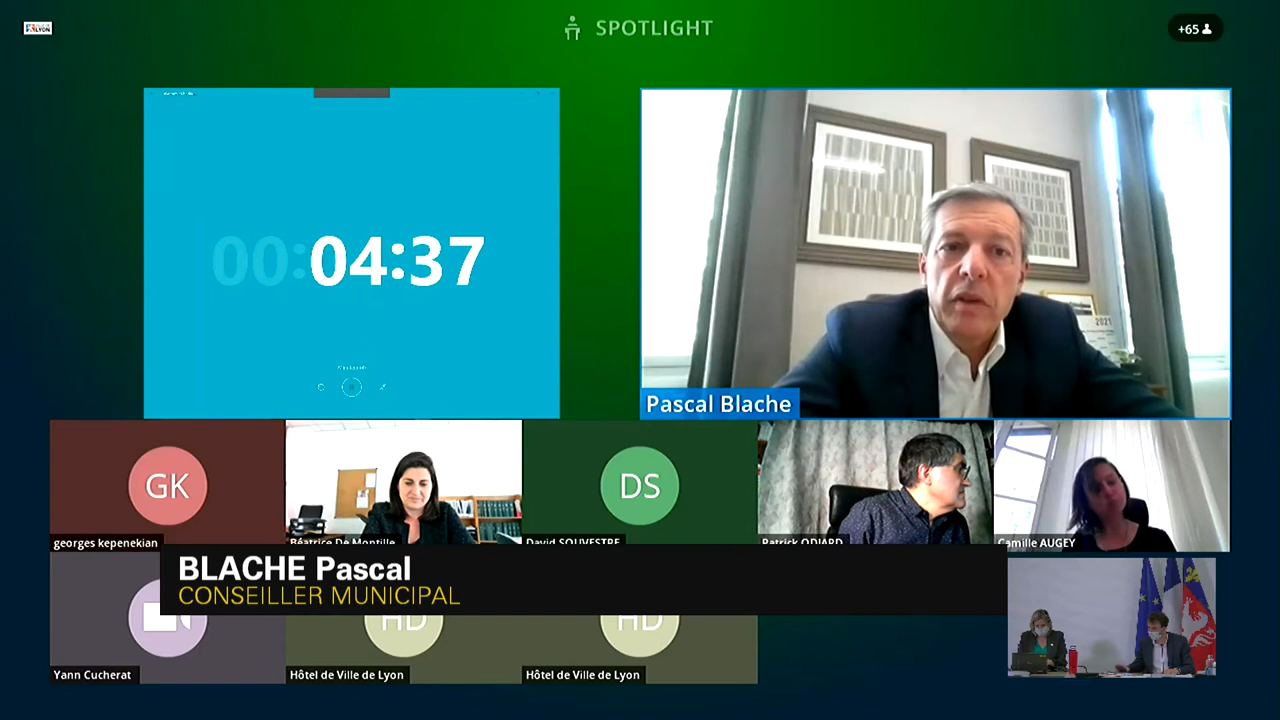 LYON
SPOTLIGHT
+65
00:04:37
2021
Pascal Blache
GK
DS
georges kepenekian
Béatrice De Montille
David SOUVESTRE
Patrick ODIARD
Camille AUGEY
BLACHE Pascal
CONSEILLER MUNICIPAL
HD
HD
Yann Cucherat
Hôtel de Ville de Lyon
Hôtel de Ville de Lyon